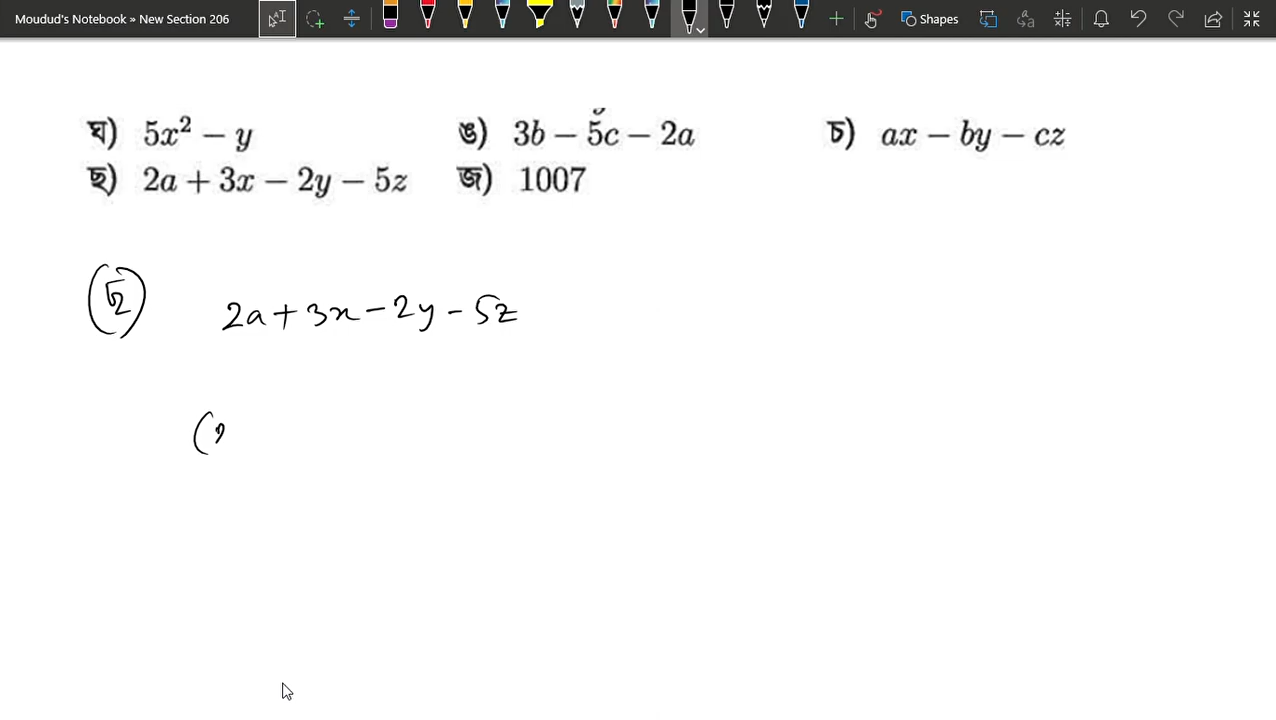 Moudud's Notebook » New Section 206
Shapes
ঘ) 5x² − y ঙ) 3b − 5c − 2a চ) ax − by − cz
ছ) 2a + 3x − 2y − 5z জ) 1007
2a + 3x − 2y − 5z
(